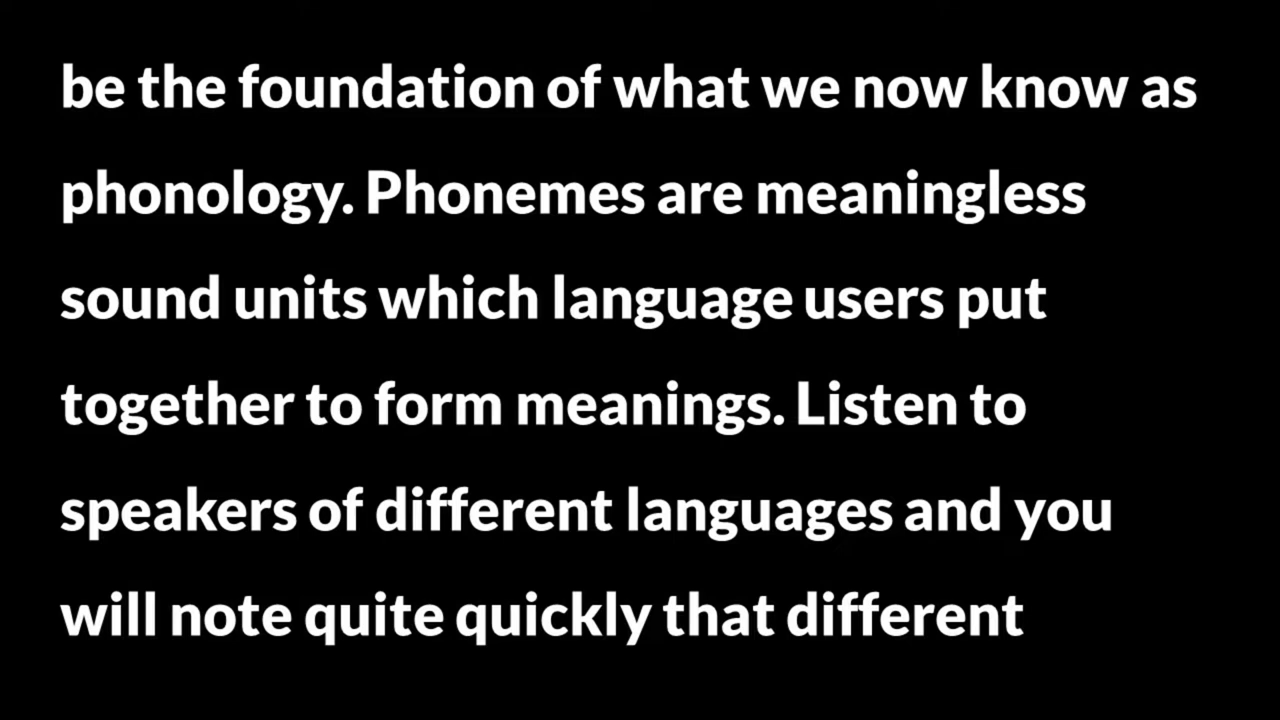 be the foundation of what we now know as
phonology. Phonemes are meaningless
sound units which language users put
together to form meanings. Listen to
speakers of different languages and you
will note quite quickly that different